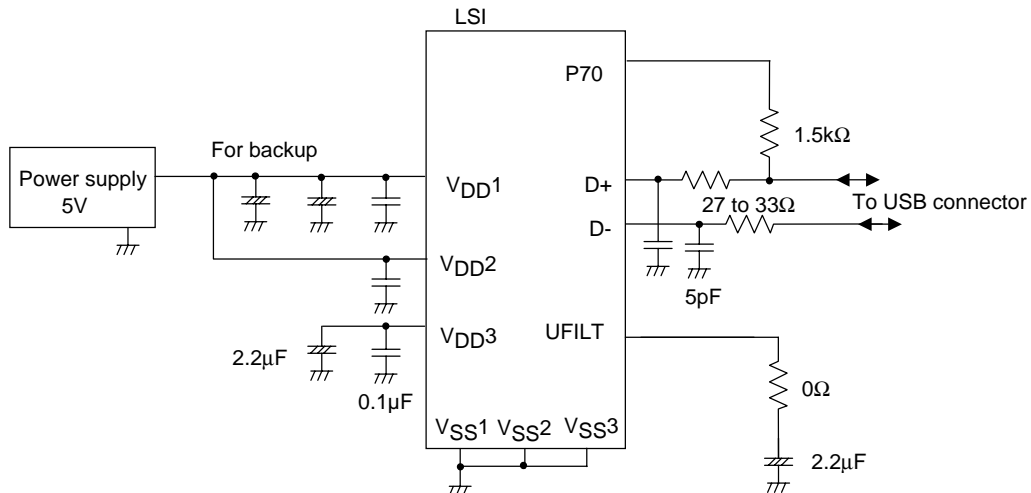 LSI
P70
1.5kΩ
For backup
Power supply
5V
VDD1
D+
27 to 33Ω
To USB connector
D-
VDD2
5pF
VDD3
UFILT
2.2µF
0.1µF
0Ω
VSS1
VSS2
VSS3
2.2µF